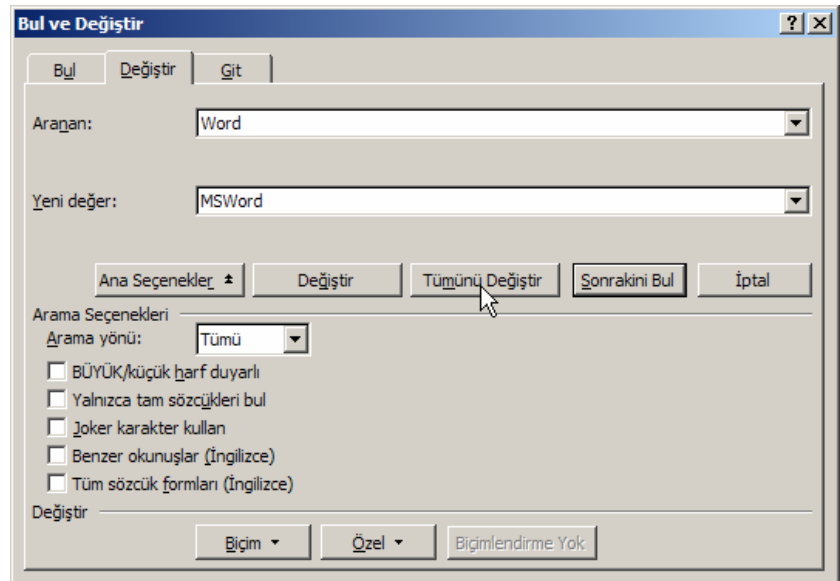 Bul ve Değiştir
Bul Değiştir Git
Aranan: Word
Yeni değer: MSWord
Ana Seçenekler Değiştir Tümünü Değiştir Sonrakini Bul İptal
Arama Seçenekleri
Arama yönü: Tümü
BÜYÜK/küçük harf duyarlı
Yalnızca tam sözcükleri bul
Joker karakter kullan
Benzer okunuşlar (İngilizce)
Tüm sözcük formları (İngilizce)
Değiştir
Biçim Özel Biçimlendirme Yok